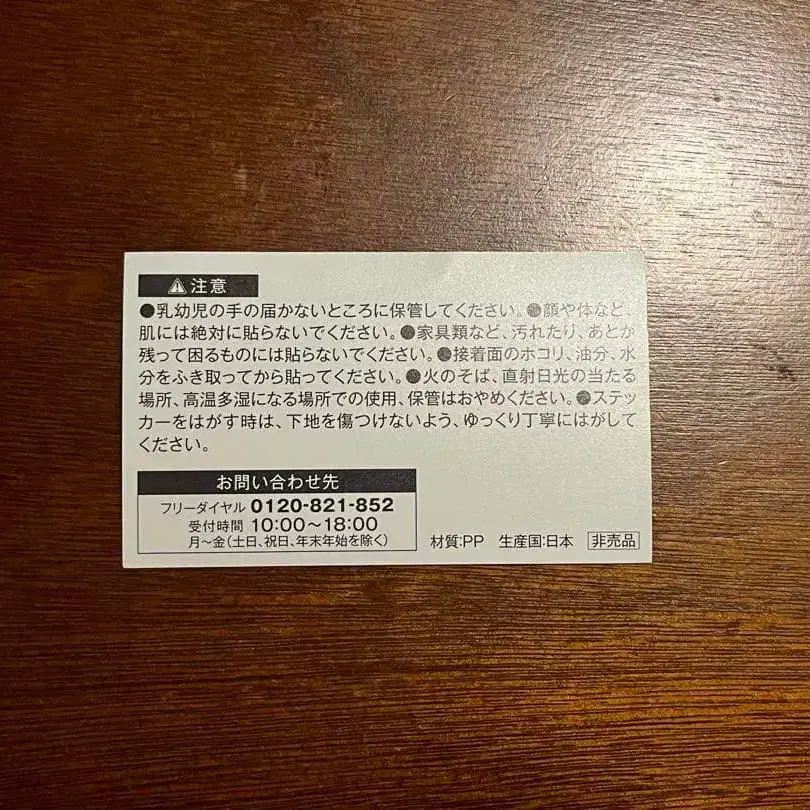 ⚠注意
●乳幼児の手の届かないところに保管してください。●顔や体など、
肌には絶対に貼らないでください。●家具類など、汚れたり、あとが
残って困るものには貼らないでください。●接着面のホコリ、油分、水
分をふき取ってから貼ってください。●火のそば、直射日光の当たる
場所、高温多湿になる場所での使用、保管はおやめください。●ステッ
カーをはがす時は、下地を傷つけないよう、ゆっくり丁寧にはがして
ください。
お問い合わせ先
フリーダイヤル 0120-821-852
受付時間 10:00〜18:00
月〜金(土日、祝日、年末年始を除く)
材質:PP 生産国:日本 非売品